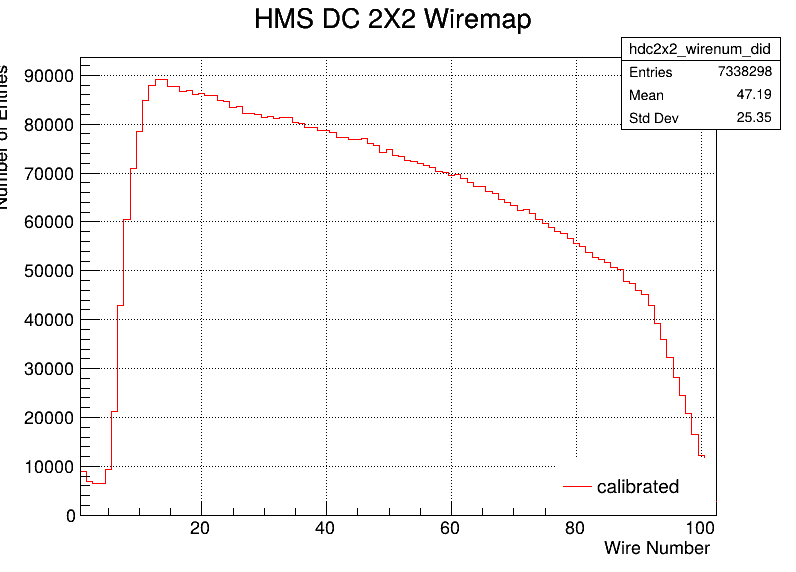 HMS DC 2X2 Wiremap
hdc2x2_wirenum_did
Entries 7338298
Mean 47.19
Std Dev 25.35
Number of Entries
90000
80000
70000
60000
50000
40000
30000
20000
10000
0
20 40 60 80 100
Wire Number
calibrated